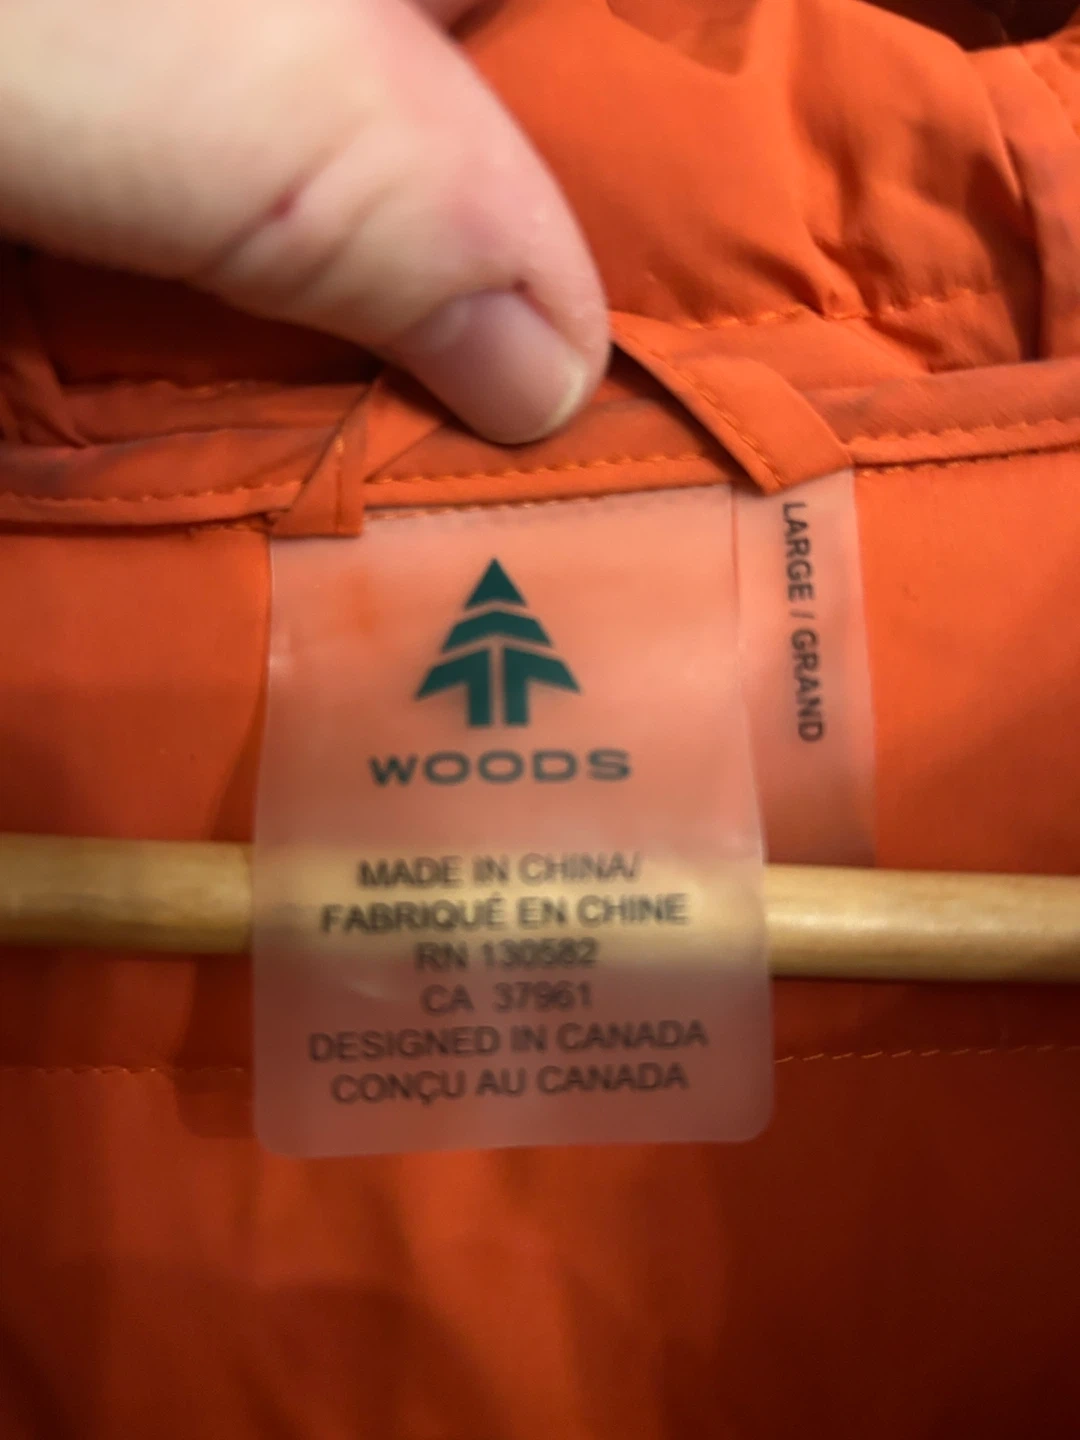 WOODS
MADE IN CHINA/
FABRIQUÉ EN CHINE
RN 130582
CA 37961
DESIGNED IN CANADA
CONÇU AU CANADA
LARGE / GRAND